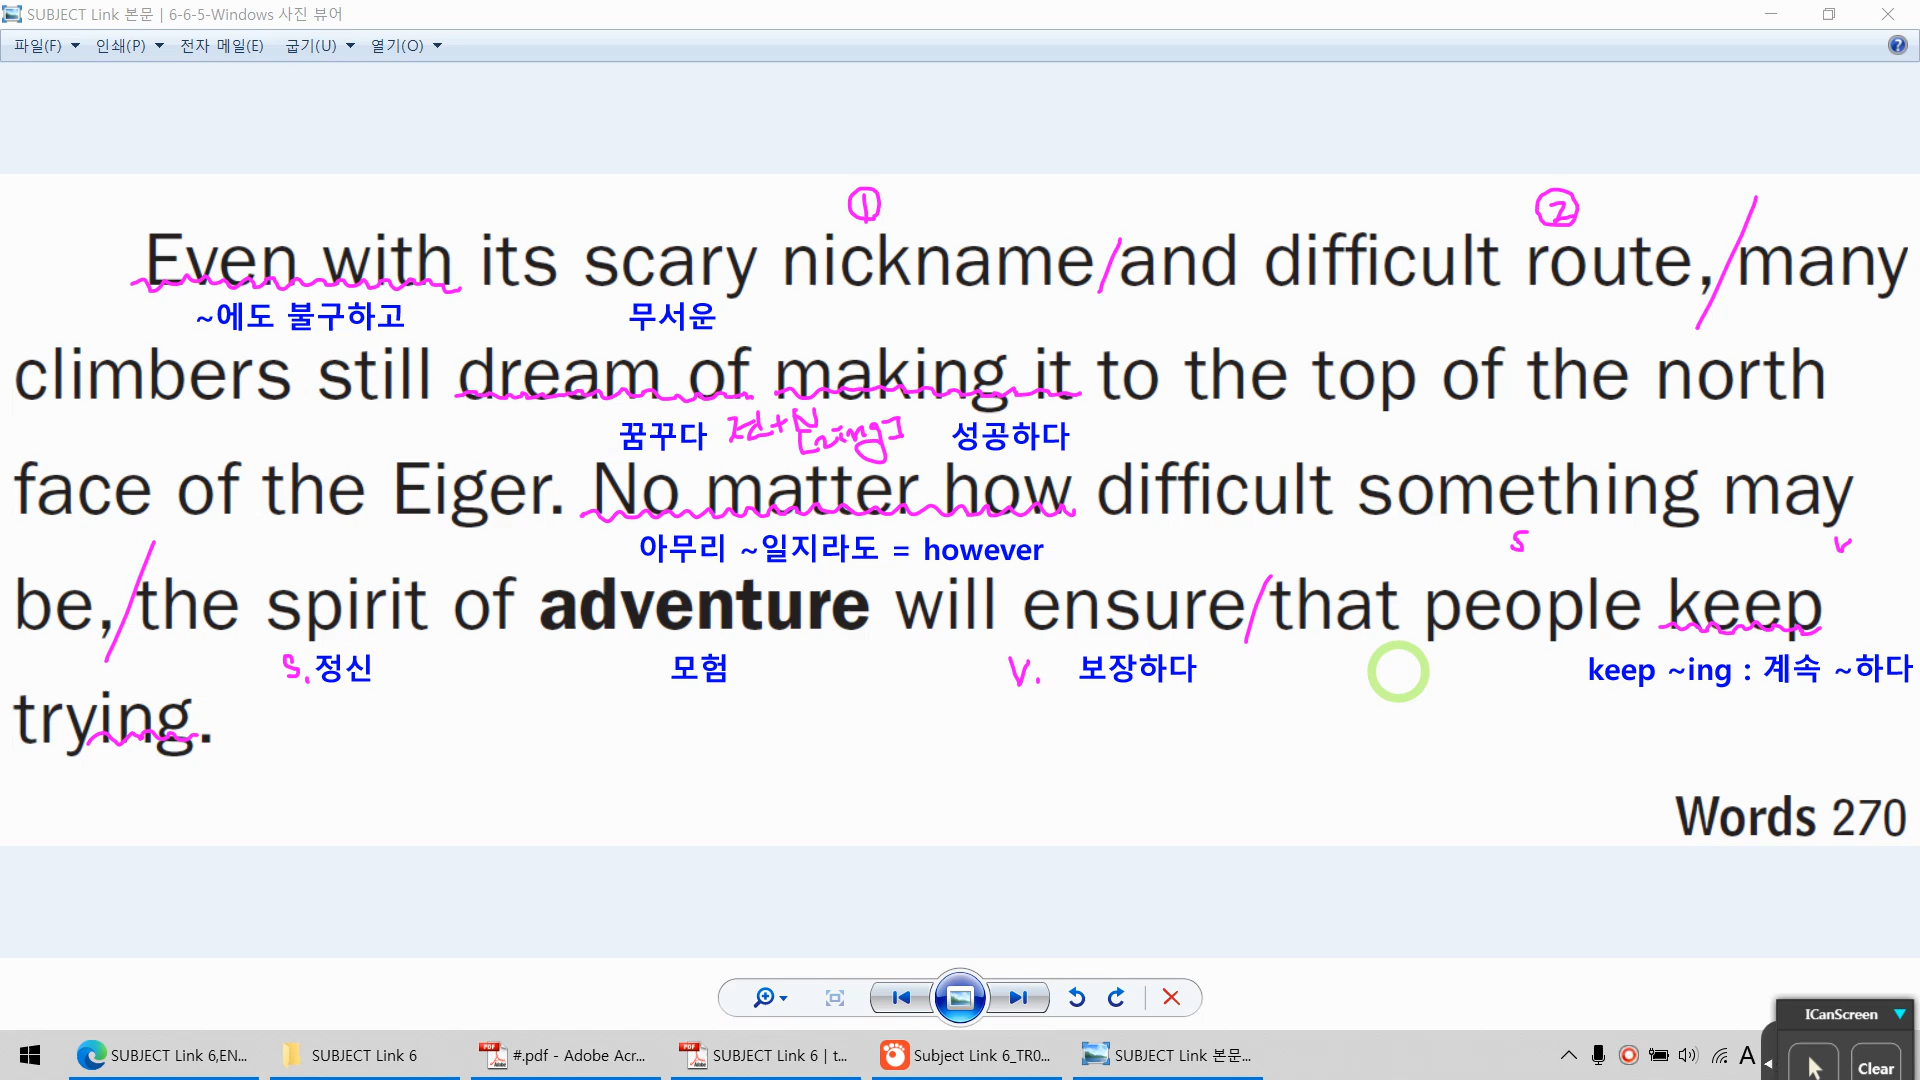 SUBJECT Link 본문 | 6-6-5-Windows 사진 뷰어
파일(F) 인쇄(P) 전자 메일(E) 굽기(U) 열기(O)
① ②
Even with its scary nickname/and difficult route,/many
~에도 불구하고 무서운
climbers still dream of making it to the top of the north
꿈꾸다 전+N [~ing] 성공하다
face of the Eiger. No matter how difficult something may
아무리 ~일지라도 = however S V
be,/the spirit of adventure will ensure/that people keep
S. 정신 모험 V. 보장하다 keep ~ing : 계속 ~하다
trying.
Words 270
ICanScreen
SUBJECT Link 6,EN... SUBJECT Link 6 #.pdf - Adobe Acr... SUBJECT Link 6 | t... Subject Link 6_TR0... SUBJECT Link 본문... A Clear